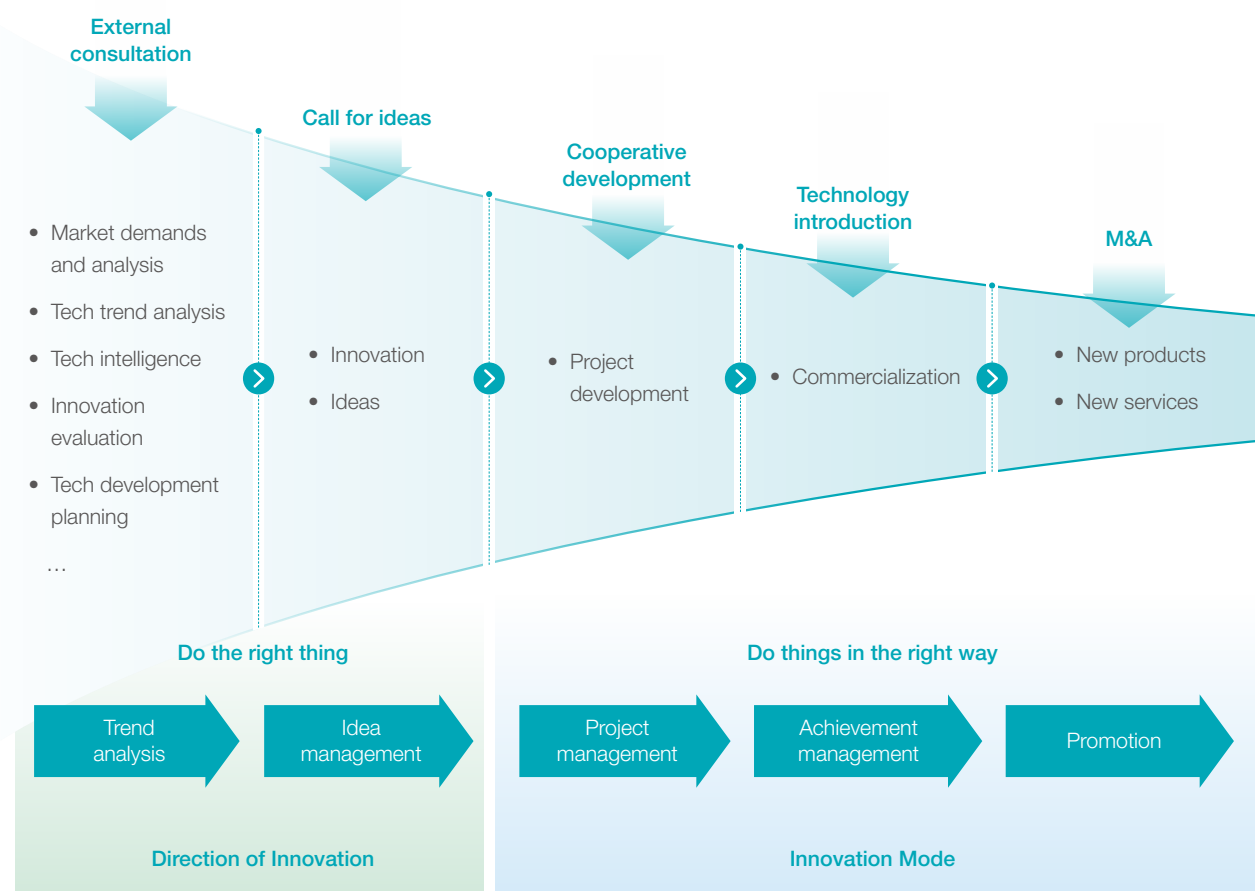 External
consultation
Call for ideas
Cooperative
development
Technology
introduction
M&A
• Market demands
and analysis
• Tech trend analysis
• Tech intelligence
• Innovation
evaluation
• Tech development
planning
…
• Innovation
• Ideas
• Project
development
• Commercialization
• New products
• New services
Do the right thing
Do things in the right way
Trend
analysis
Idea
management
Project
management
Achievement
management
Promotion
Direction of Innovation
Innovation Mode